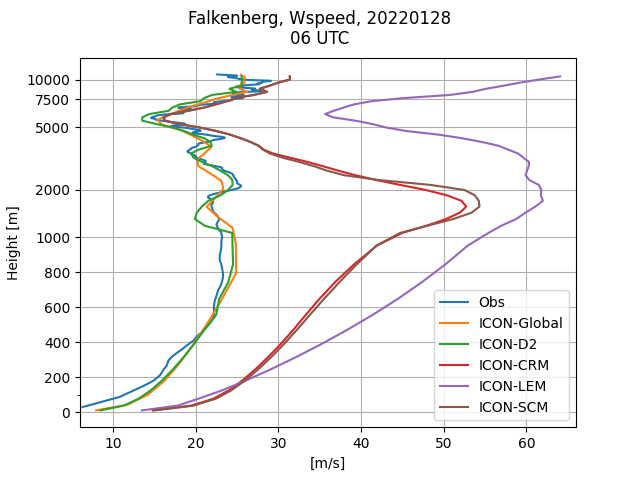 Falkenberg, Wspeed, 20220128
06 UTC
10000
7500
5000
2000
1000
800
600
400
200
0
Height [m]
10
20
30
40
50
60
[m/s]
Obs
ICON-Global
ICON-D2
ICON-CRM
ICON-LEM
ICON-SCM